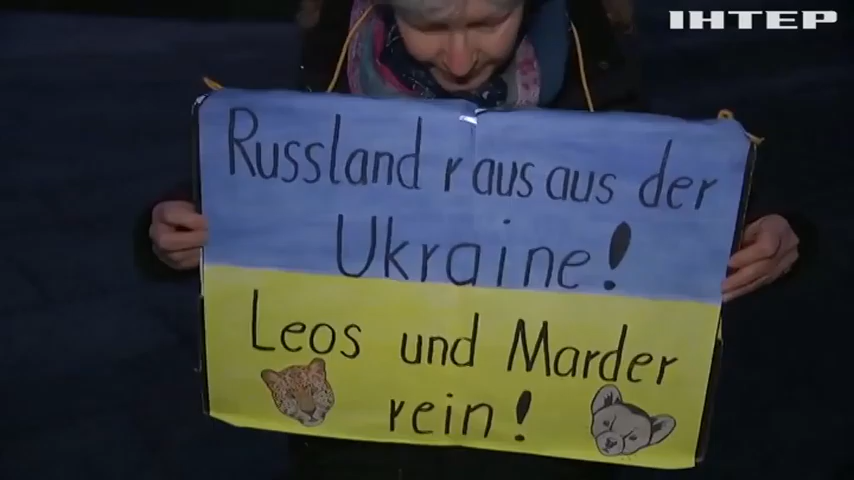 ІНТЕР
Russland raus aus der
Ukraine!
Leos und Marder
rein!